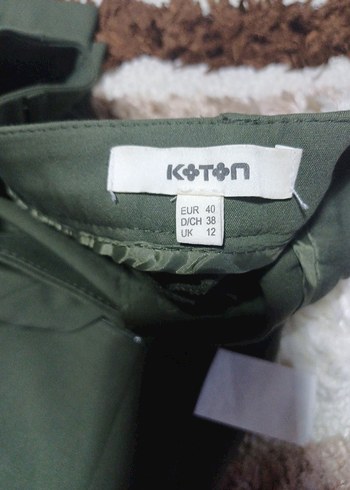 KOTON
EUR 40
D/CH 38
UK 12